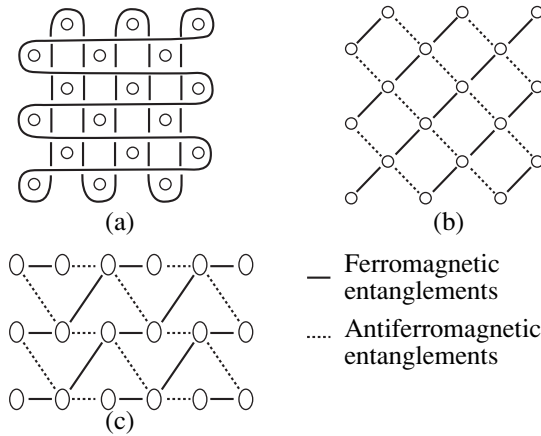 (a)
(b)
Ferromagnetic
entanglements
Antiferromagnetic
entanglements
(c)